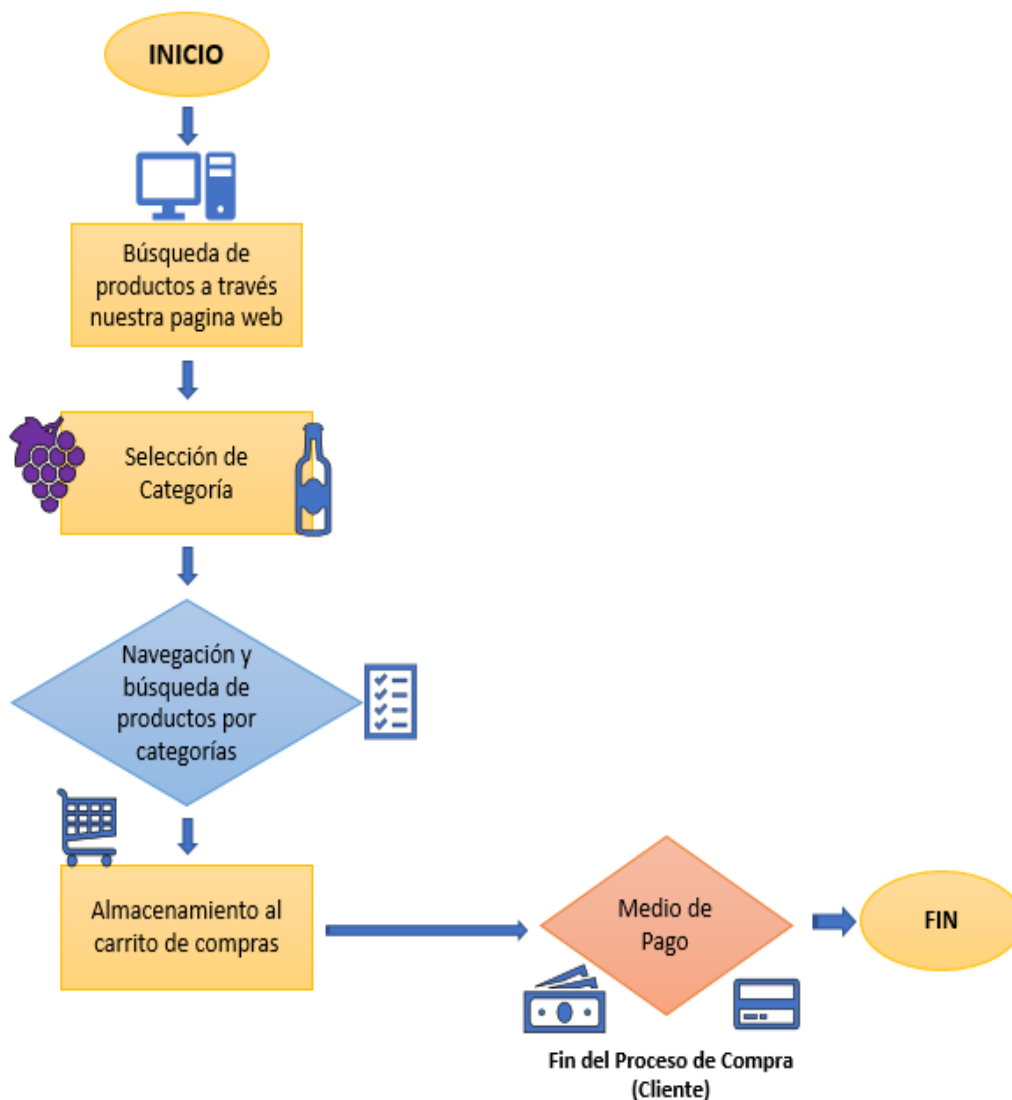 INICIO
Búsqueda de
productos a través
nuestra pagina web
Selección de
Categoría
Navegación y
búsqueda de
productos por
categorías
Almacenamiento al
carrito de compras
Medio de
Pago
FIN
Fin del Proceso de Compra
(Cliente)